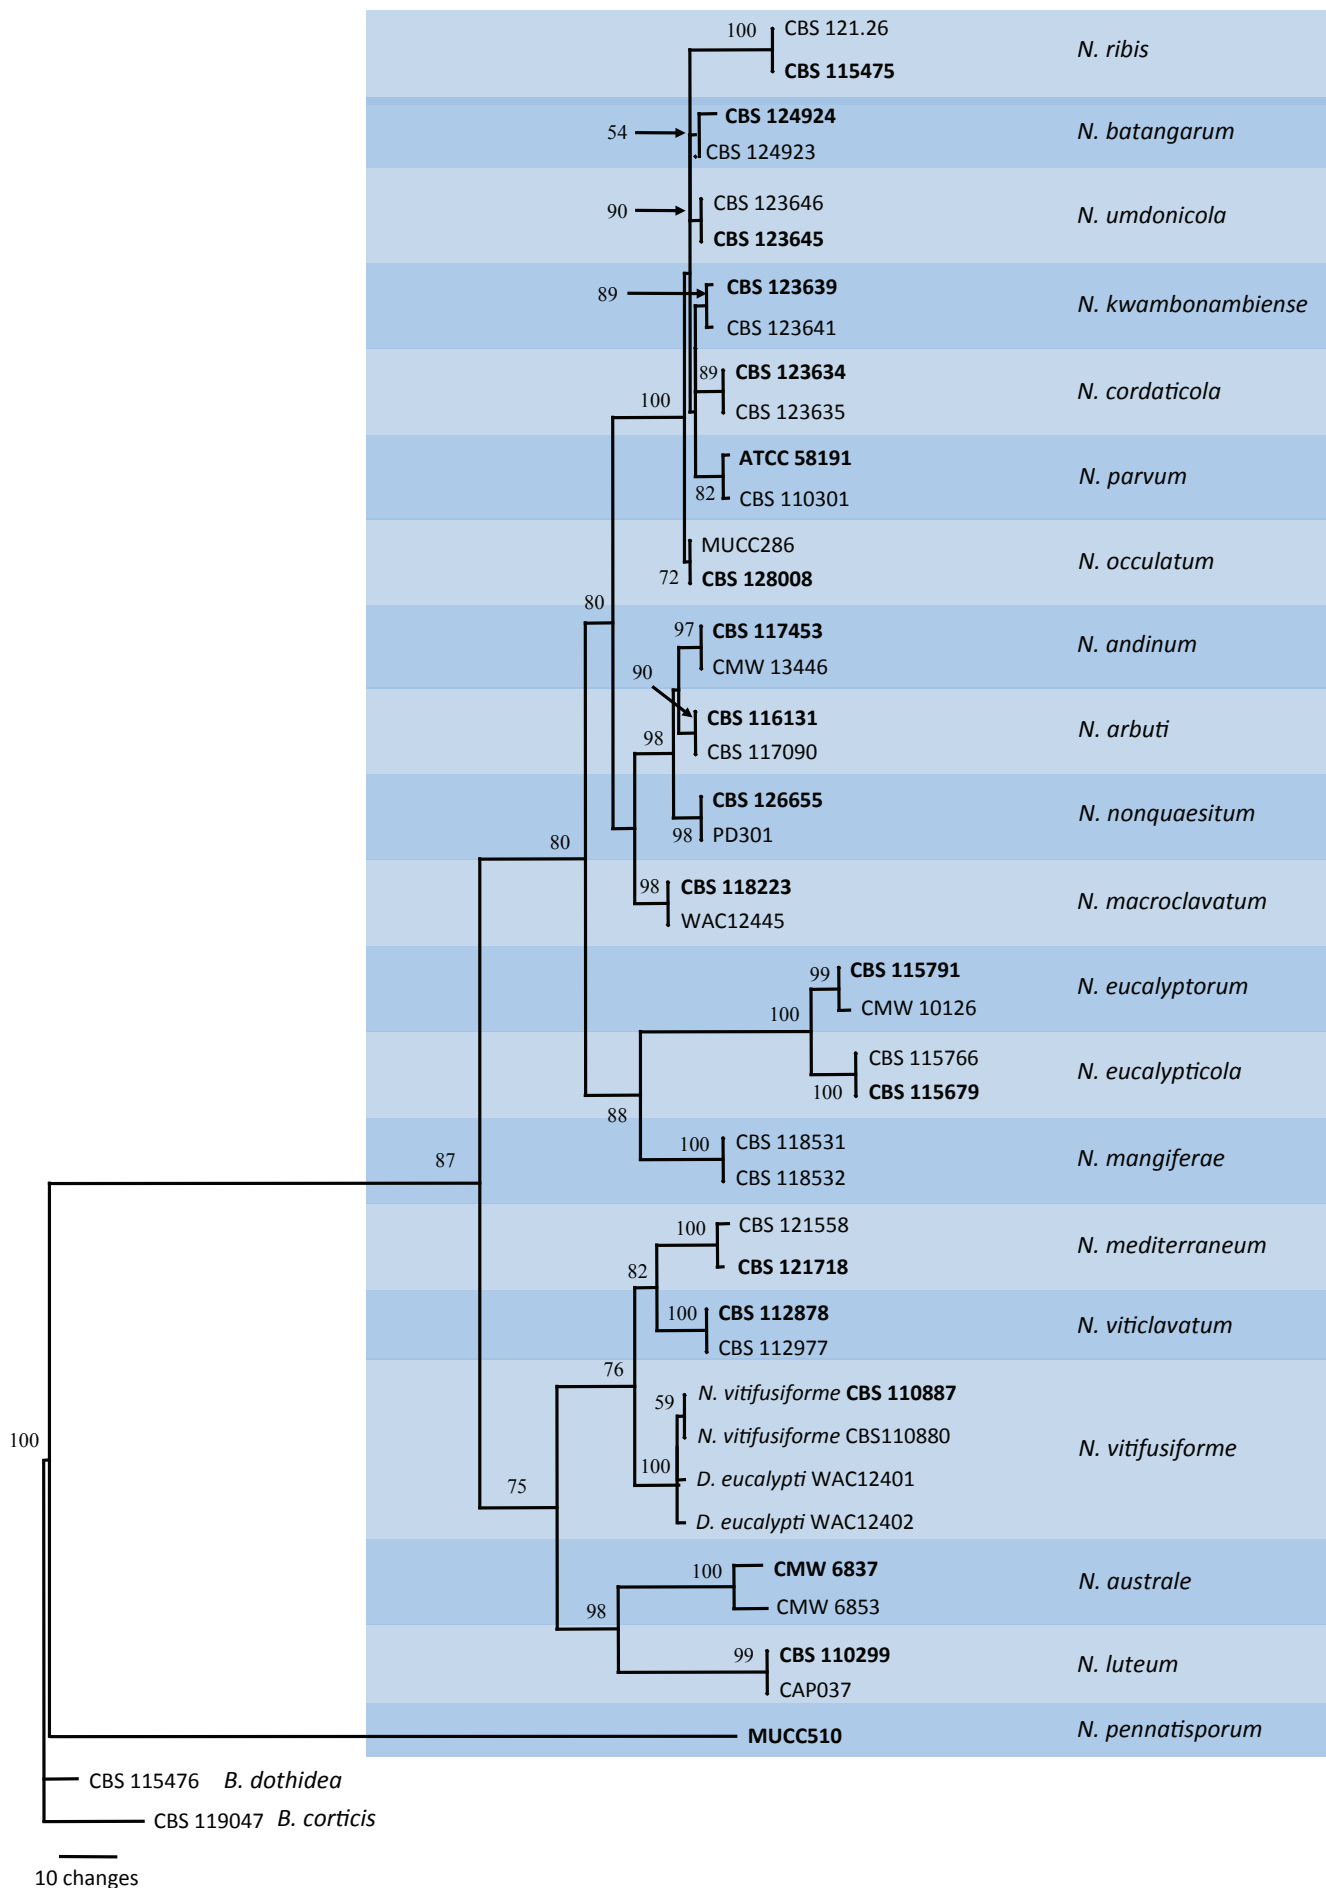 100 CBS 121.26
CBS 115475 N. ribis
CBS 124924
54 CBS 124923 N. batangarum
CBS 123646
90 CBS 123645 N. umdonicola
CBS 123639
89 CBS 123641 N. kwambonambiense
89 CBS 123634
CBS 123635 N. cordaticola
100
ATCC 58191
82 CBS 110301 N. parvum
MUCC286
72 CBS 128008 N. occulatum
80
97 CBS 117453
CMW 13446 N. andinum
90
CBS 116131
CBS 117090 N. arbuti
98
CBS 126655
98 PD301 N. nonquaesitum
80
98 CBS 118223
WAC12445 N. macroclavatum
99 CBS 115791
CMW 10126 N. eucalyptorum
100
CBS 115766
100 CBS 115679 N. eucalypticola
88
100 CBS 118531
CBS 118532 N. mangiferae
87
100 CBS 121558
CBS 121718 N. mediterraneum
82
100 CBS 112878
CBS 112977 N. viticlavatum
76
59 N. vitifusiforme CBS 110887
N. vitifusiforme CBS110880 N. vitifusiforme
100
100 D. eucalypti WAC12401
75
D. eucalypti WAC12402
100 CMW 6837
CMW 6853 N. australe
98
99 CBS 110299
CAP037 N. luteum
MUCC510 N. pennatisporum
CBS 115476 B. dothidea
CBS 119047 B. corticis
10 changes